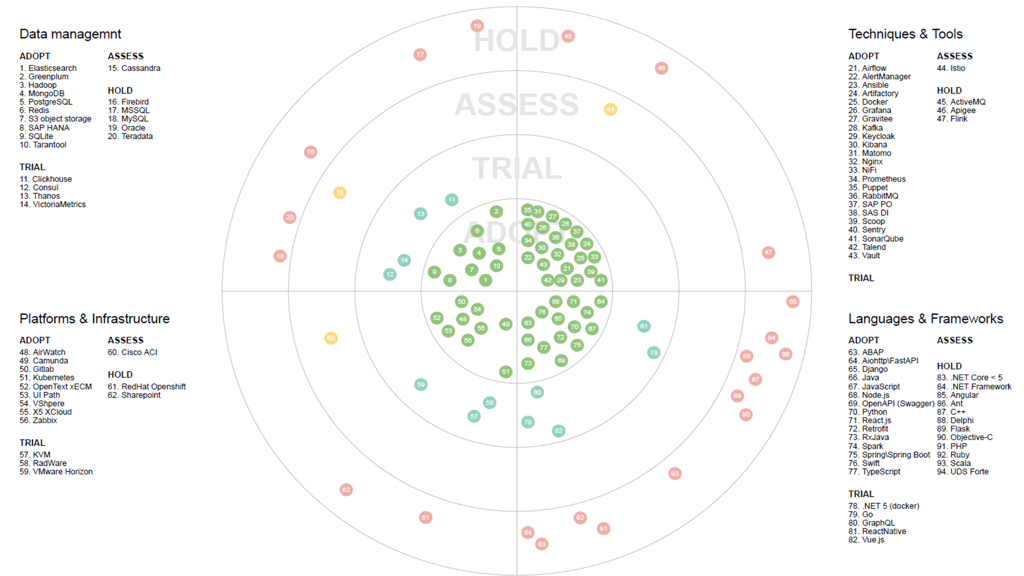 Data managemnt
ADOPT
1. Elasticsearch
2. Greenplum
3. Hadoop
4. MongoDB
5. PostgreSQL
6. Redis
7. S3 object storage
8. SAP HANA
9. SQLite
10. Tarantool
TRIAL
11. Clickhouse
12. Consul
13. Thanos
14. VictoriaMetrics
ASSESS
15. Cassandra
HOLD
16. Firebird
17. MSSQL
18. MySQL
19. Oracle
20. Teradata
HOLD
ASSESS
TRIAL
ADOPT
Techniques & Tools
ADOPT
21. Airflow
22. AlertManager
23. Ansible
24. Artifactory
25. Docker
26. Grafana
27. Gravitee
28. Kafka
29. Keycloak
30. Kibana
31. Matomo
32. Nginx
33. NiFi
34. Prometheus
35. Puppet
36. RabbitMQ
37. SAP PO
38. SAS DI
39. Scoop
40. Sentry
41. SonarQube
42. Talend
43. Vault
TRIAL
ASSESS
44. Istio
HOLD
45. ActiveMQ
46. Apigee
47. Flink
Platforms & Infrastructure
ADOPT
48. AirWatch
49. Camunda
50. Gitlab
51. Kubernetes
52. OpenText xECM
53. UI Path
54. VShpere
55. X5 XCloud
56. Zabbix
TRIAL
57. KVM
58. RadWare
59. VMware Horizon
ASSESS
60. Cisco ACI
HOLD
61. RedHat Openshift
62. Sharepoint
Languages & Frameworks
ADOPT
63. ABAP
64. Aiohttp\FastAPI
65. Django
66. Java
67. JavaScript
68. Node.js
69. OpenAPI (Swagger)
70. Python
71. React.js
72. Retrofit
73. RxJava
74. Spark
75. Spring\Spring Boot
76. Swift
77. TypeScript
TRIAL
78. .NET 5 (docker)
79. Go
80. GraphQL
81. ReactNative
82. Vue.js
ASSESS
HOLD
83. .NET Core < 5
84. .NET Framework
85. Angular
86. Ant
87. C++
88. Delphi
89. Flask
90. Objective-C
91. PHP
92. Ruby
93. Scala
94. UDS Forte